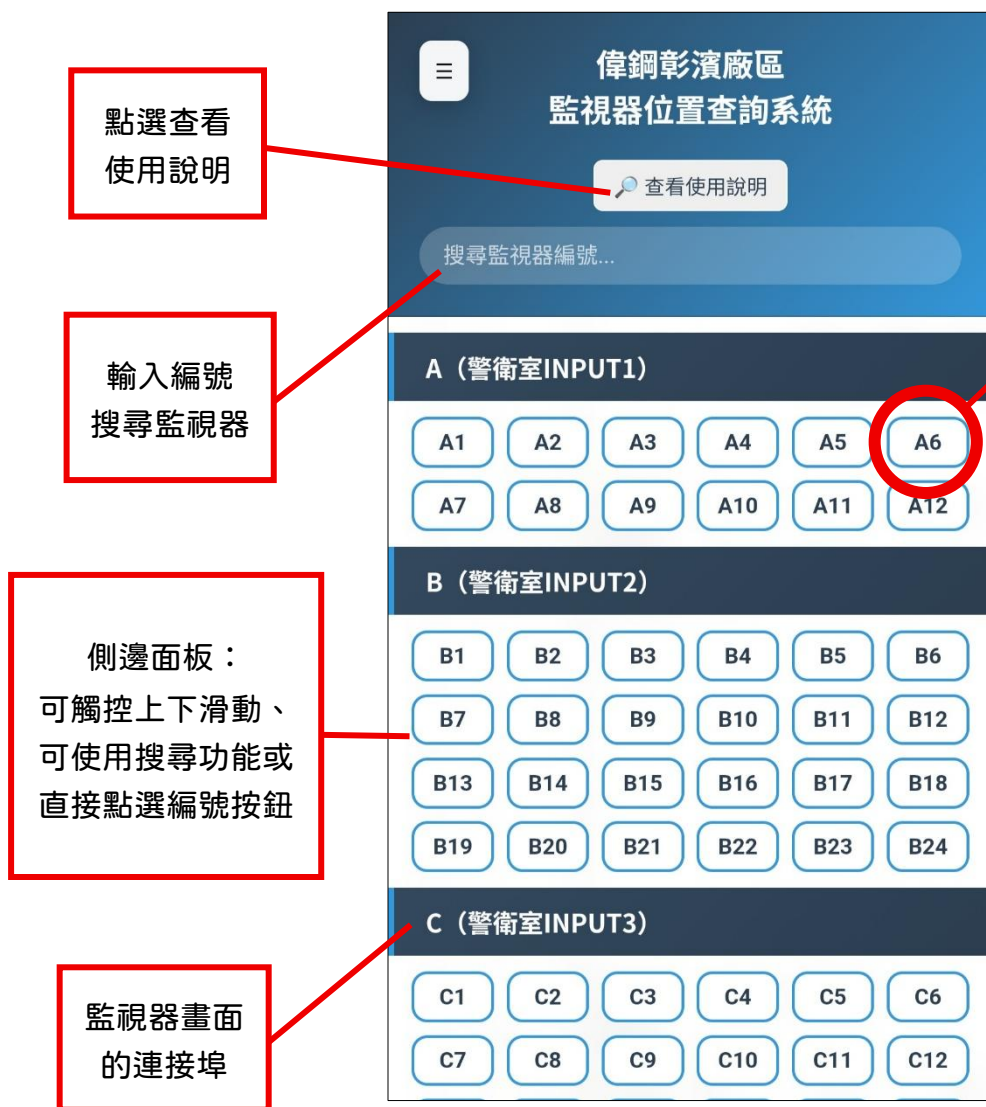 偉鋼彰濱廠區
監視器位置查詢系統
點選查看
使用說明
🔎 查看使用說明
搜尋監視器編號...
輸入編號
搜尋監視器
A（警衛室INPUT1）
A1 A2 A3 A4 A5 A6
A7 A8 A9 A10 A11 A12
B（警衛室INPUT2）
側邊面板：
可觸控上下滑動、
可使用搜尋功能或
直接點選編號按鈕
B1 B2 B3 B4 B5 B6
B7 B8 B9 B10 B11 B12
B13 B14 B15 B16 B17 B18
B19 B20 B21 B22 B23 B24
C（警衛室INPUT3）
監視器畫面
的連接埠
C1 C2 C3 C4 C5 C6
C7 C8 C9 C10 C11 C12